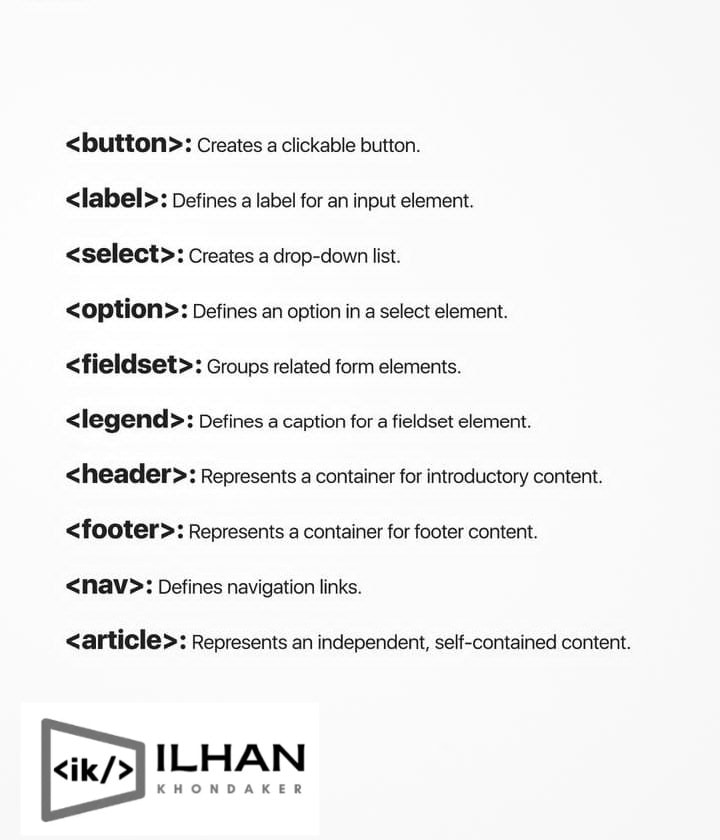 <button>: Creates a clickable button.
<label>: Defines a label for an input element.
<select>: Creates a drop-down list.
<option>: Defines an option in a select element.
<fieldset>: Groups related form elements.
<legend>: Defines a caption for a fieldset element.
<header>: Represents a container for introductory content.
<footer>: Represents a container for footer content.
<nav>: Defines navigation links.
<article>: Represents an independent, self-contained content.
<ik/>
ILHAN
KHONDAKER